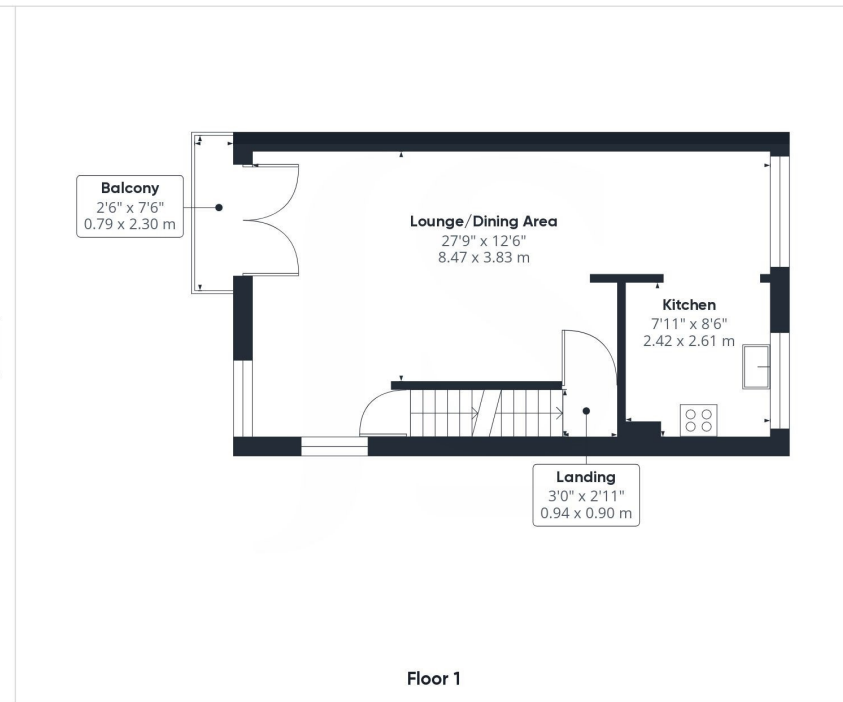 Balcony
2'6" x 7'6"
0.79 x 2.30 m
Lounge/Dining Area
27'9" x 12'6"
8.47 x 3.83 m
Kitchen
7'11" x 8'6"
2.42 x 2.61 m
Landing
3'0" x 2'11"
0.94 x 0.90 m
Floor 1